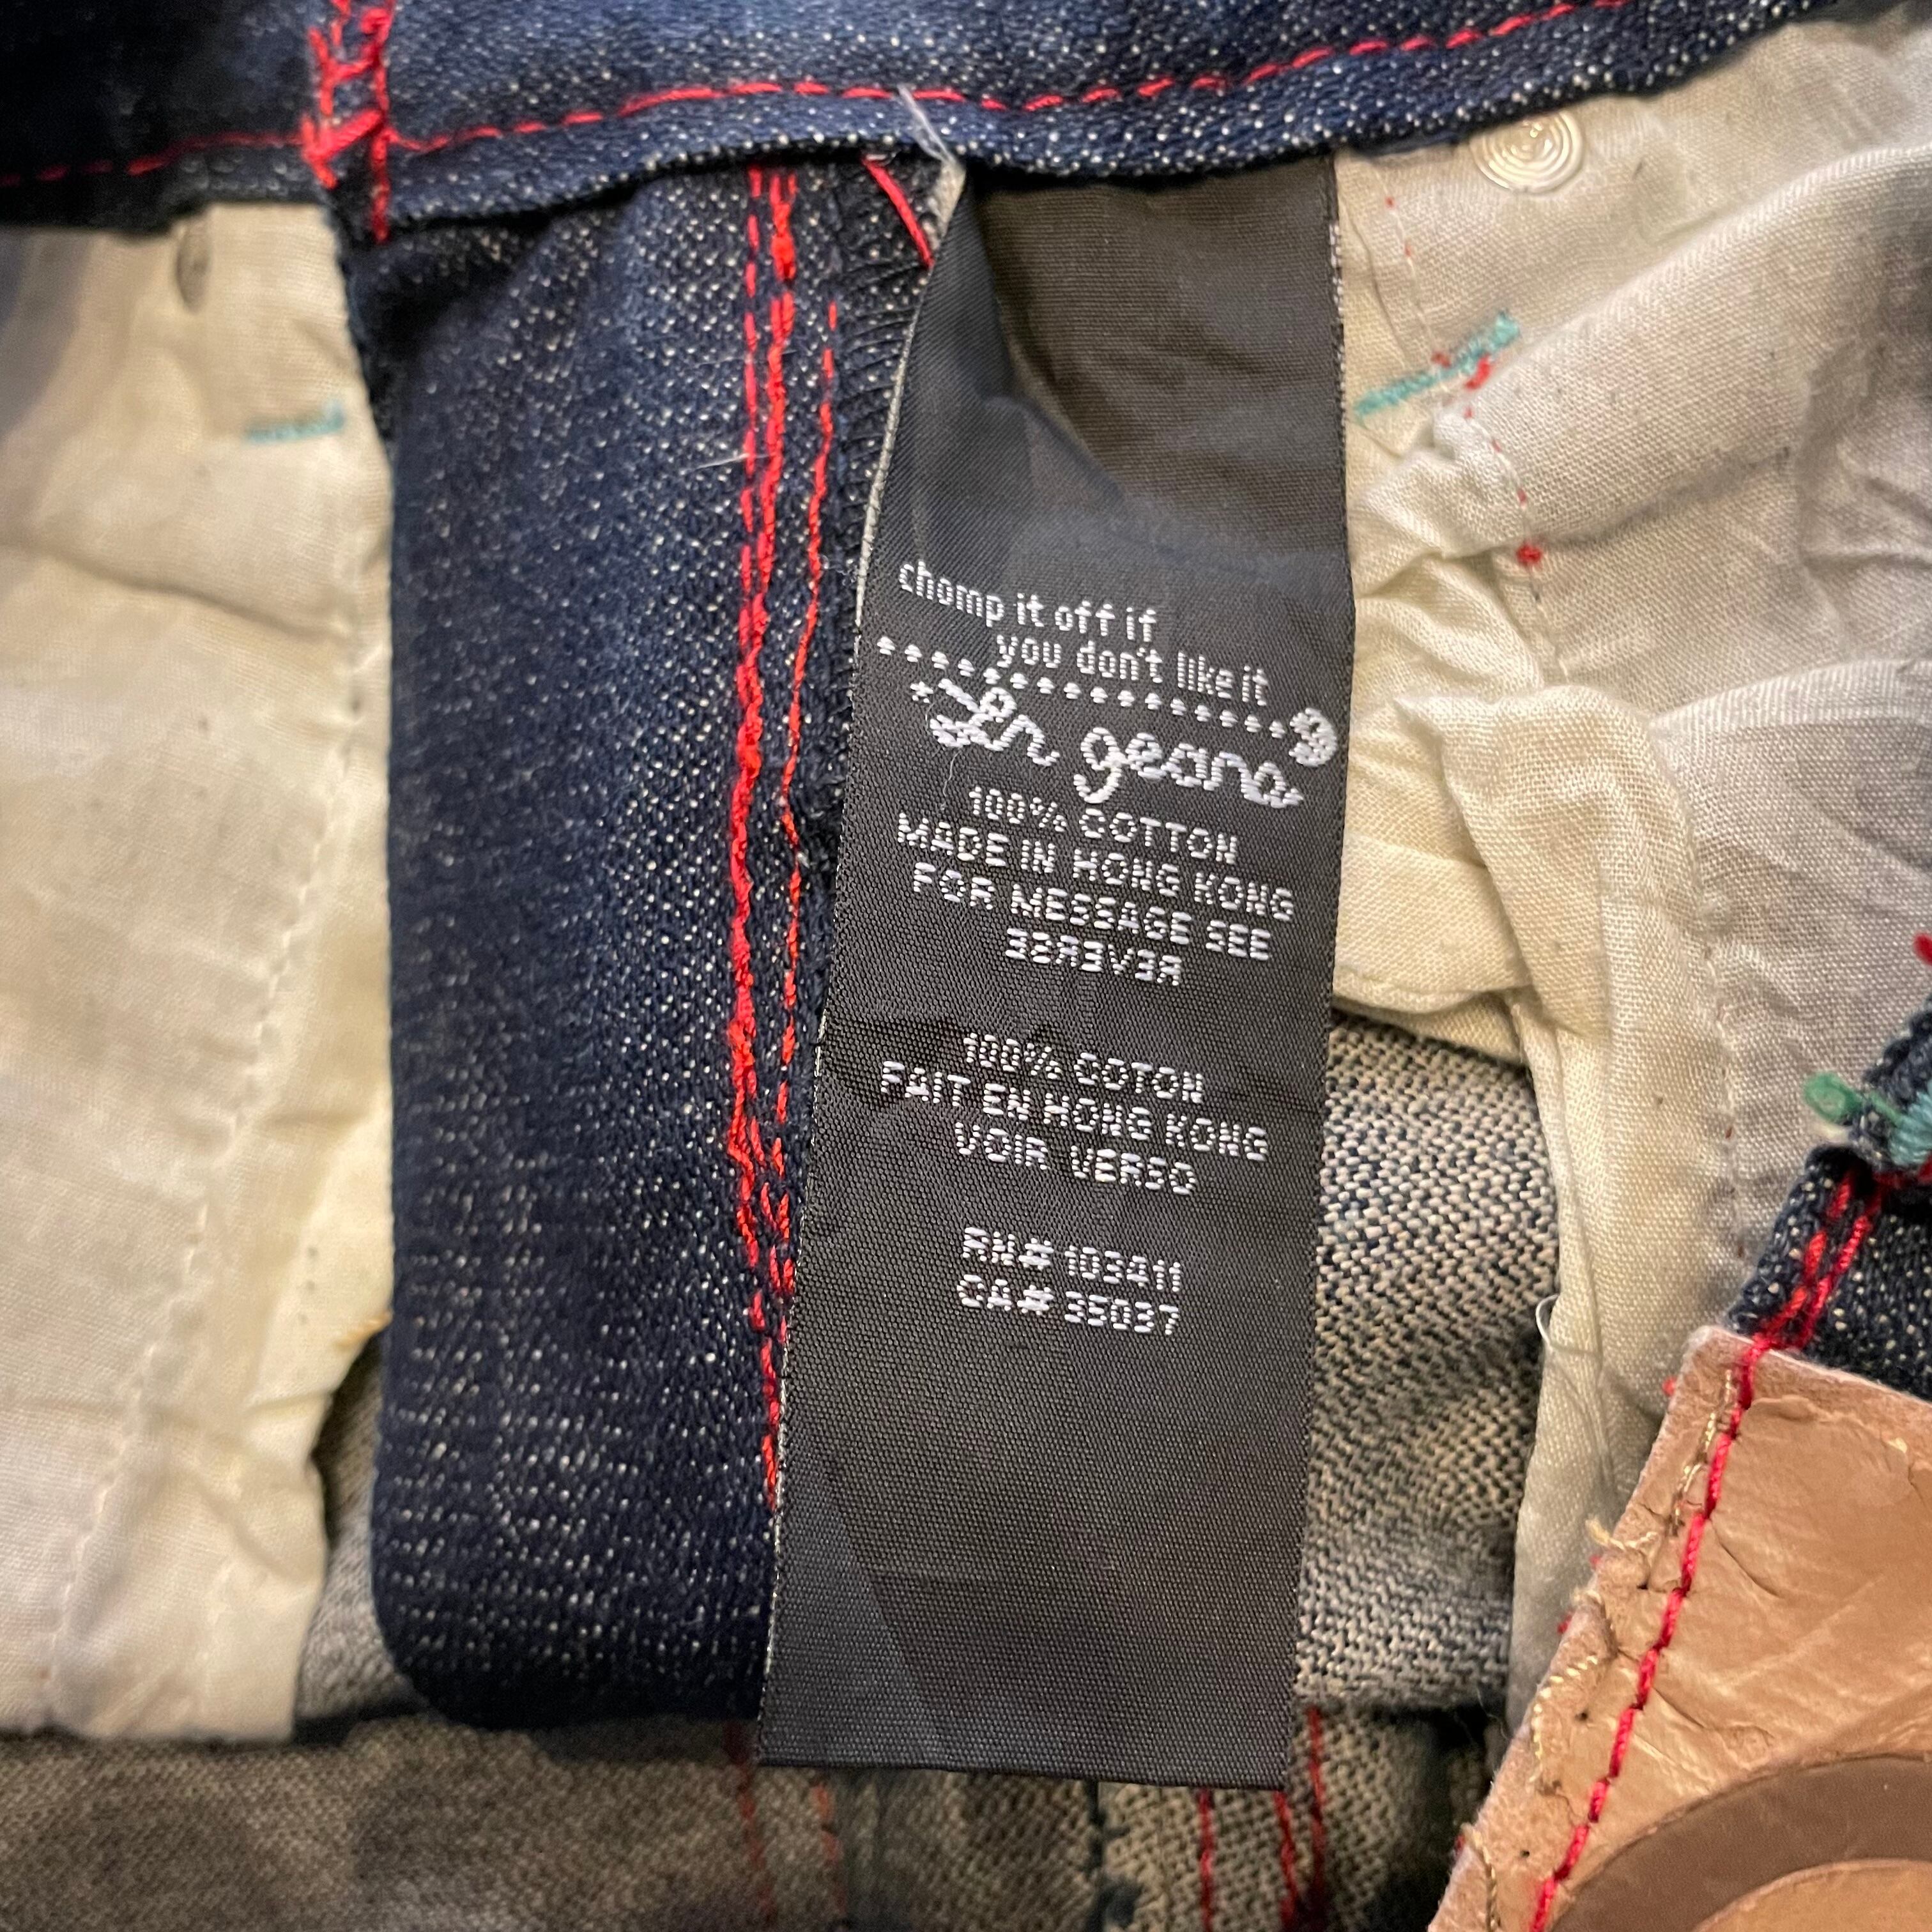 chomp it off if
you don't like it
Lr geans
100% COTTON
MADE IN HONG KONG
FOR MESSAGE SEE
REVERSE
100% COTON
FAIT EN HONG KONG
VOIR VERSO
RN# 103411
CA# 35037